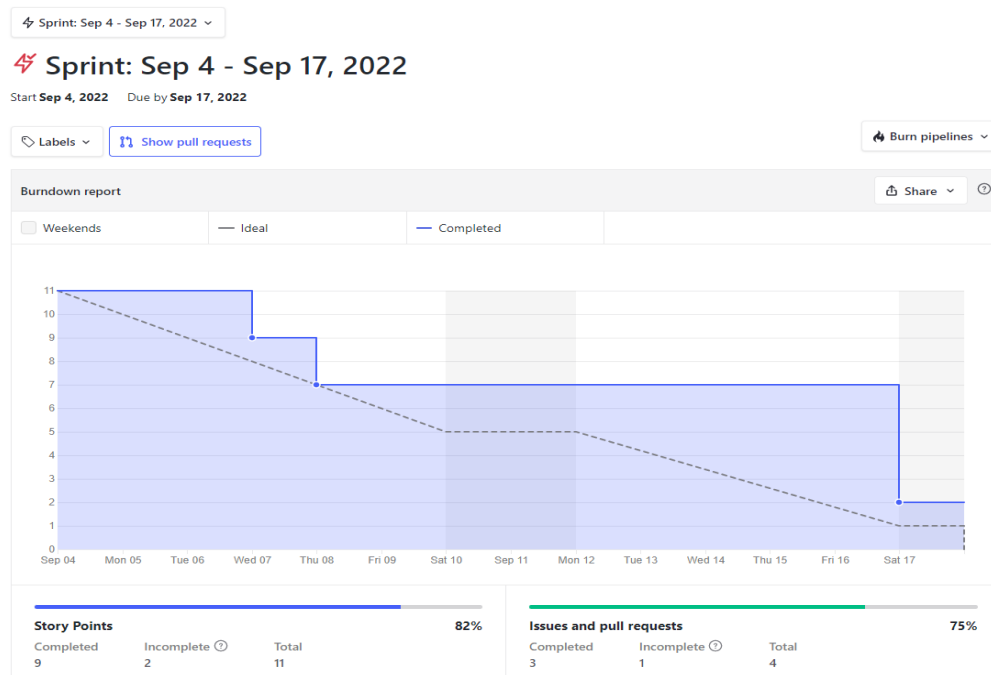 Sprint: Sep 4 - Sep 17, 2022
Sprint: Sep 4 - Sep 17, 2022
Start Sep 4, 2022 Due by Sep 17, 2022
Labels Show pull requests Burn pipelines
Burndown report Share ?
Weekends Ideal Completed
11
10
9
8
7
6
5
4
3
2
1
0
Sep 04 Mon 05 Tue 06 Wed 07 Thu 08 Fri 09 Sat 10 Sep 11 Mon 12 Tue 13 Wed 14 Thu 15 Fri 16 Sat 17
Story Points 82%
Completed Incomplete ? Total
9 2 11
Issues and pull requests 75%
Completed Incomplete ? Total
3 1 4